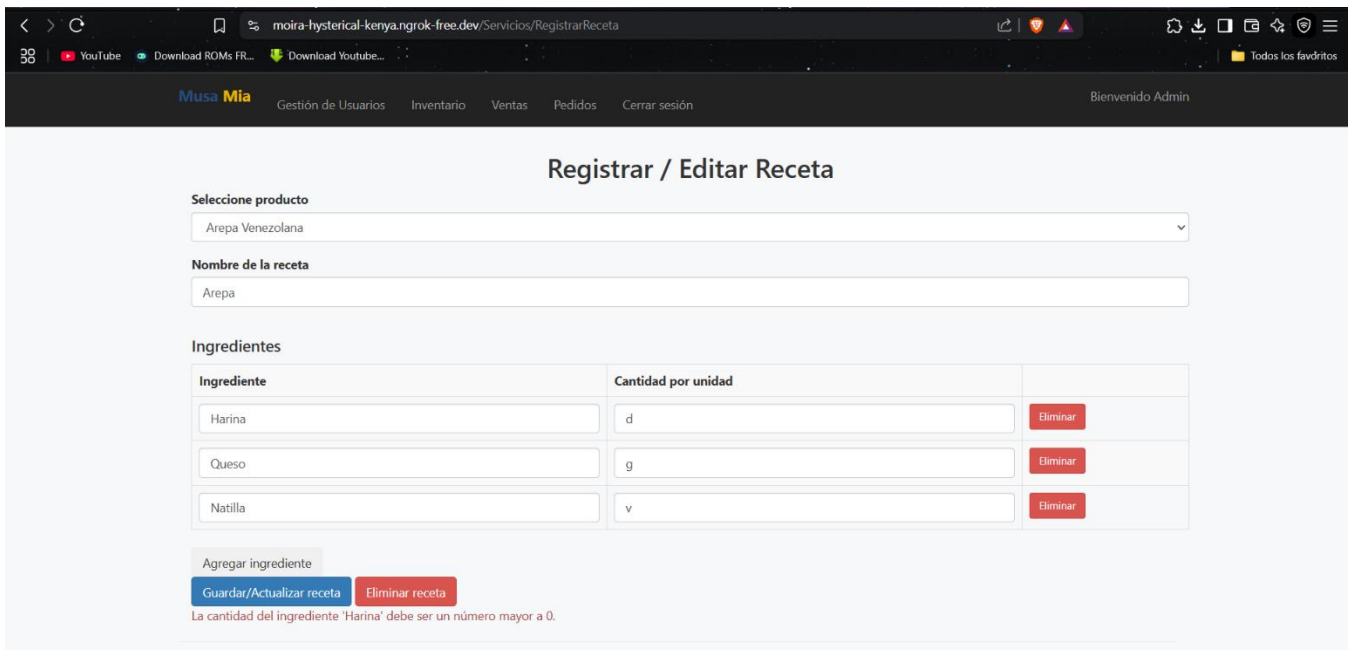 moira-hysterical-kenya.ngrok-free.dev/Servicios/RegistrarReceta
YouTube Download ROMs FR... Download Youtube... Todos los favoritos
Musa Mia Gestión de Usuarios Inventario Ventas Pedidos Cerrar sesión Bienvenido Admin
Registrar / Editar Receta
Seleccione producto
Arepa Venezolana
Nombre de la receta
Arepa
Ingredientes
Ingrediente Cantidad por unidad
Harina d Eliminar
Queso g Eliminar
Natilla v Eliminar
Agregar ingrediente
Guardar/Actualizar receta Eliminar receta
La cantidad del ingrediente 'Harina' debe ser un número mayor a 0.